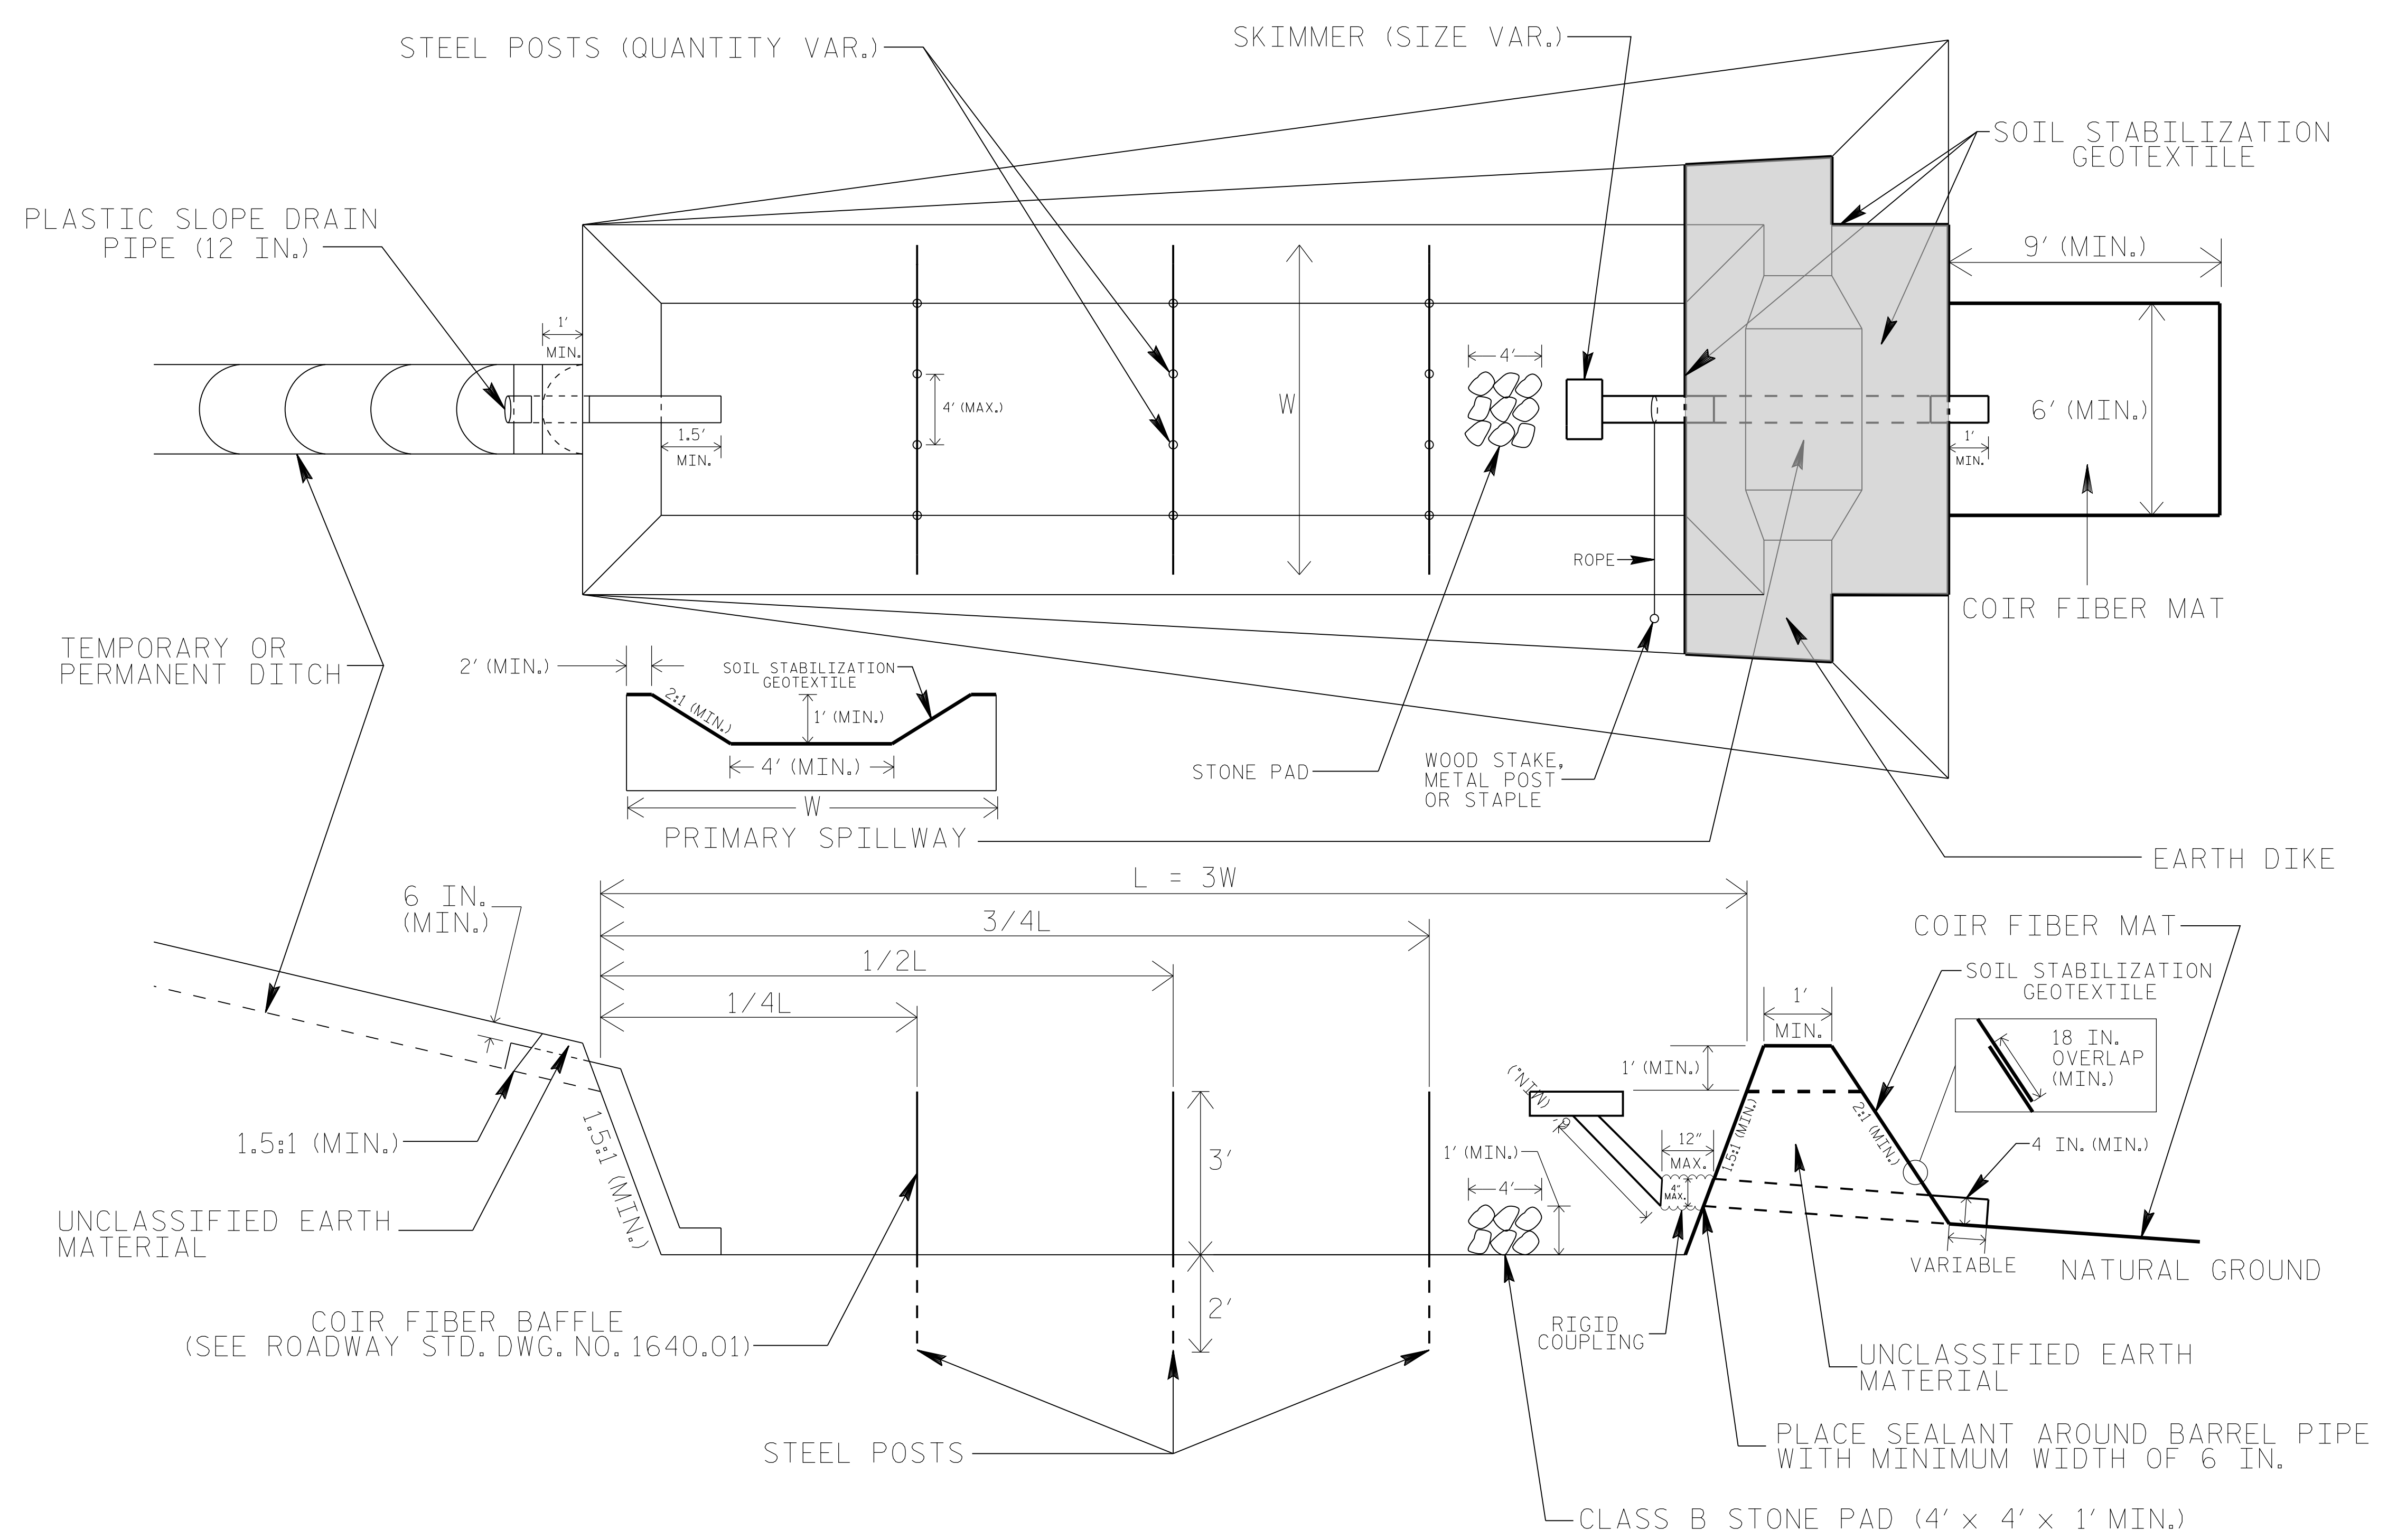 STEEL POSTS (QUANTITY VAR.)
SKIMMER (SIZE VAR.)
SOIL STABILIZATION
GEOTEXTILE
PLASTIC SLOPE DRAIN
PIPE (12 IN.)
9' (MIN.)
1'
MIN.
4'
4' (MAX.)
W
6' (MIN.)
1.5'
MIN.
1'
MIN.
ROPE
COIR FIBER MAT
TEMPORARY OR
PERMANENT DITCH
2' (MIN.)
SOIL STABILIZATION
GEOTEXTILE
2:1 (MIN.)
1' (MIN.)
4' (MIN.)
W
STONE PAD
WOOD STAKE,
METAL POST
OR STAPLE
PRIMARY SPILLWAY
EARTH DIKE
L = 3W
6 IN.
(MIN.)
3/4L
COIR FIBER MAT
1/2L
SOIL STABILIZATION
GEOTEXTILE
1/4L
1'
MIN.
18 IN.
OVERLAP
(MIN.)
1' (MIN.)
6' (MIN.)
1.5:1 (MIN.)
2:1 (MIN.)
1.5:1 (MIN.)
1.5:1 (MIN.)
3'
1' (MIN.)
12"
MAX.
4 IN. (MIN.)
4'
4"
MAX.
UNCLASSIFIED EARTH
MATERIAL
VARIABLE
NATURAL GROUND
2'
COIR FIBER BAFFLE
(SEE ROADWAY STD. DWG. NO. 1640.01)
RIGID
COUPLING
UNCLASSIFIED EARTH
MATERIAL
STEEL POSTS
PLACE SEALANT AROUND BARREL PIPE
WITH MINIMUM WIDTH OF 6 IN.
CLASS B STONE PAD (4' x 4' x 1' MIN.)